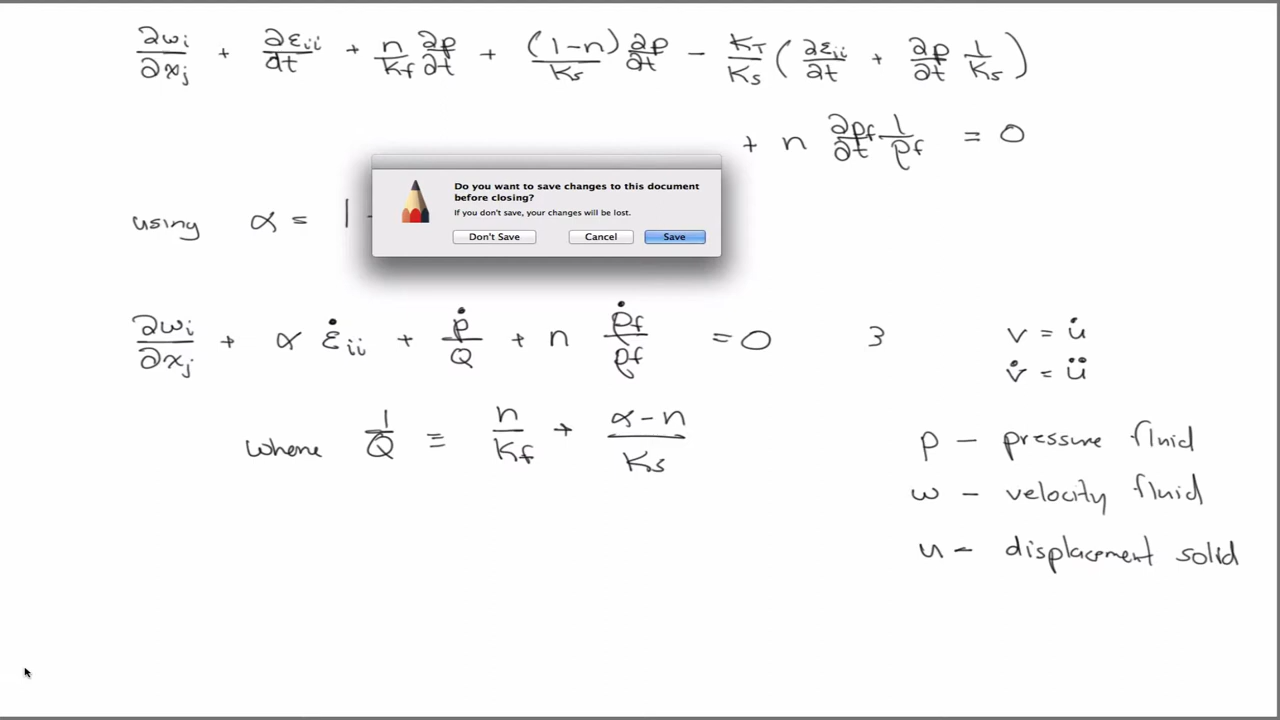 ∂wi/∂xj + ∂εii/dt + n/Kf ∂p/∂t + (1-n)/Ks ∂p/∂t - KT/Ks (∂εii/∂t + ∂p/∂t 1/Ks)
+ n ∂ρf/∂t 1/ρf = 0
Do you want to save changes to this document
before closing?
If you don't save, your changes will be lost.
Don't Save Cancel Save
using α = 1 -
∂wi/∂xj + α ε̇ii + ṗ/Q + n ρ̇f/ρf = 0 3
v = u̇
v̇ = ü
where 1/Q ≡ n/Kf + α-n/Ks
p - pressure fluid
w - velocity fluid
u - displacement solid